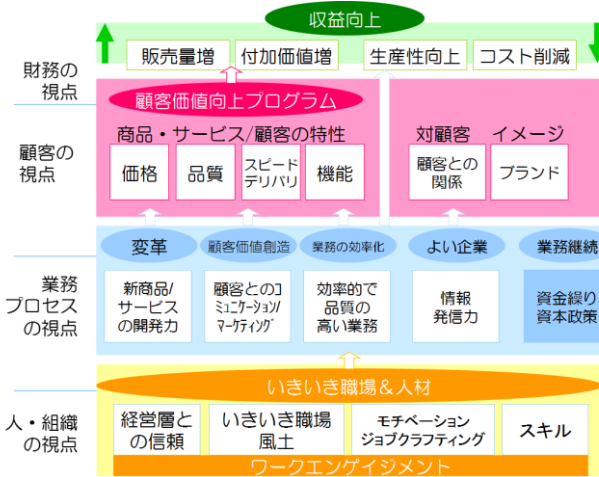 収益向上
販売量増 付加価値増 生産性向上 コスト削減
財務の
視点
顧客価値向上プログラム
商品・サービス/顧客の特性 対顧客 イメージ
顧客の
視点
価格 品質 スピード
デリバリ 機能 顧客との
関係 ブランド
変革 顧客価値創造 業務の効率化 よい企業 業務継続
業務
プロセス
の視点
新商品/
サービス
の開発力
顧客とのコ
ミュニケーション/
マーケティング
効率的で
品質の
高い業務
情報
発信力
資金繰り
資本政策
いきいき職場＆人材
人・組織
の視点
経営層と
の信頼
いきいき職場
風土
モチベーション
ジョブクラフティング
スキル
ワークエンゲイジメント